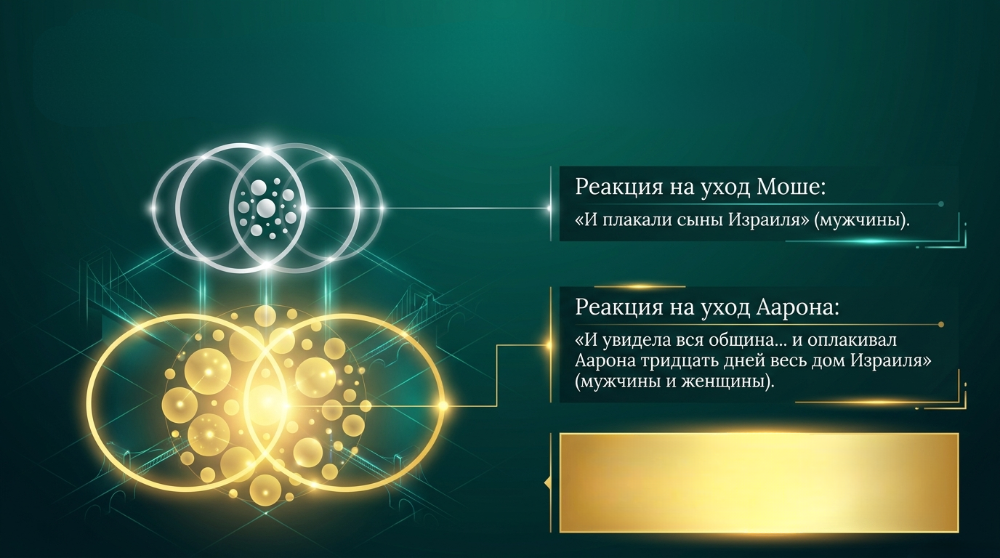 Реакция на уход Моше:
«И плакали сыны Израиля» (мужчины).
Реакция на уход Аарона:
«И увидела вся община... и оплакивал
Аарона тридцать дней весь дом Израиля»
(мужчины и женщины).